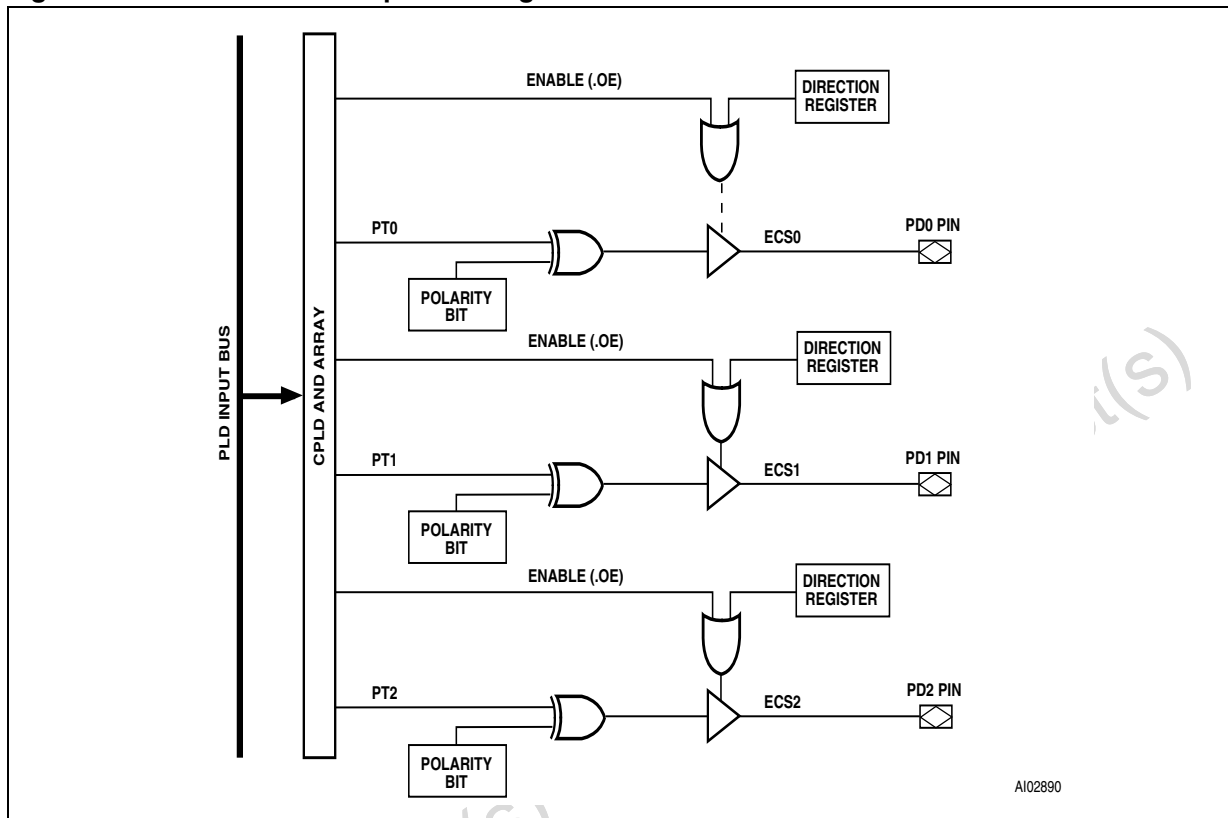 ENABLE (.OE)
DIRECTION
REGISTER
PT0
ECS0
PD0 PIN
POLARITY
BIT
ENABLE (.OE)
DIRECTION
REGISTER
PLD INPUT BUS
CPLD AND ARRAY
PT1
ECS1
PD1 PIN
POLARITY
BIT
ENABLE (.OE)
DIRECTION
REGISTER
PT2
ECS2
PD2 PIN
POLARITY
BIT
AI02890